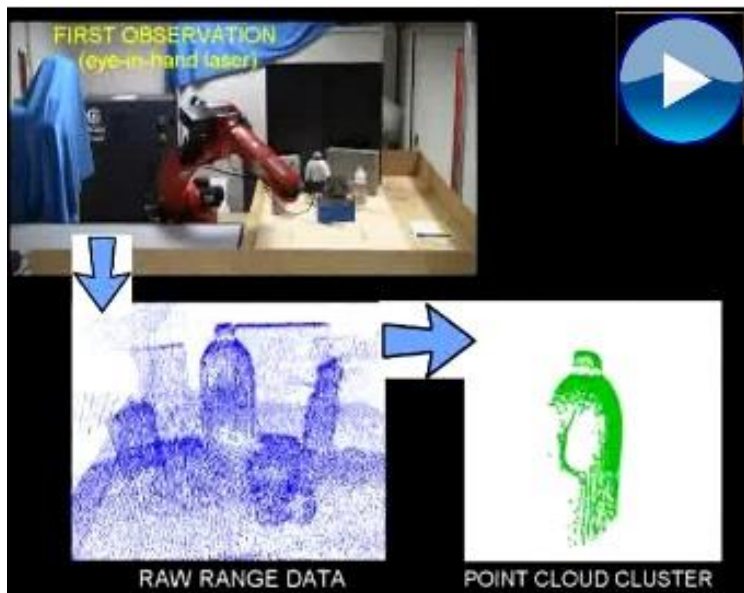 FIRST OBSERVATION
(eye-in-hand laser)
RAW RANGE DATA
POINT CLOUD CLUSTER